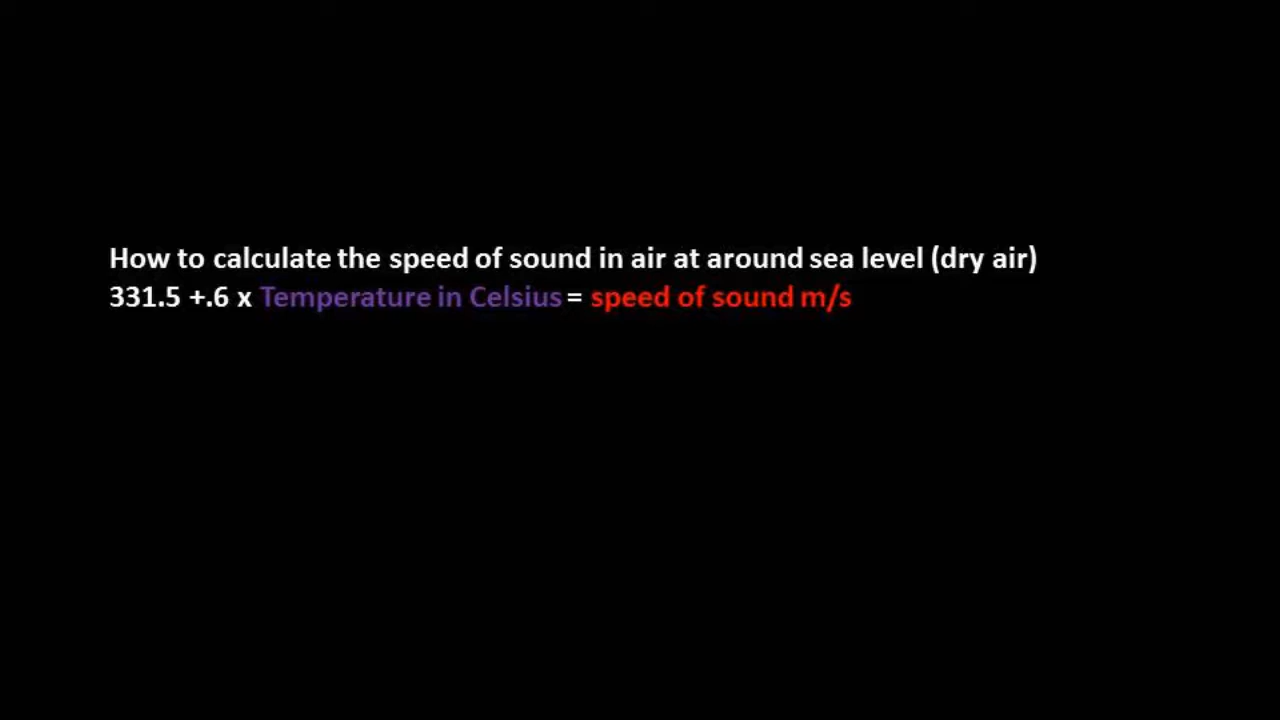 How to calculate the speed of sound in air at around sea level (dry air)
331.5 +.6 x Temperature in Celsius = speed of sound m/s